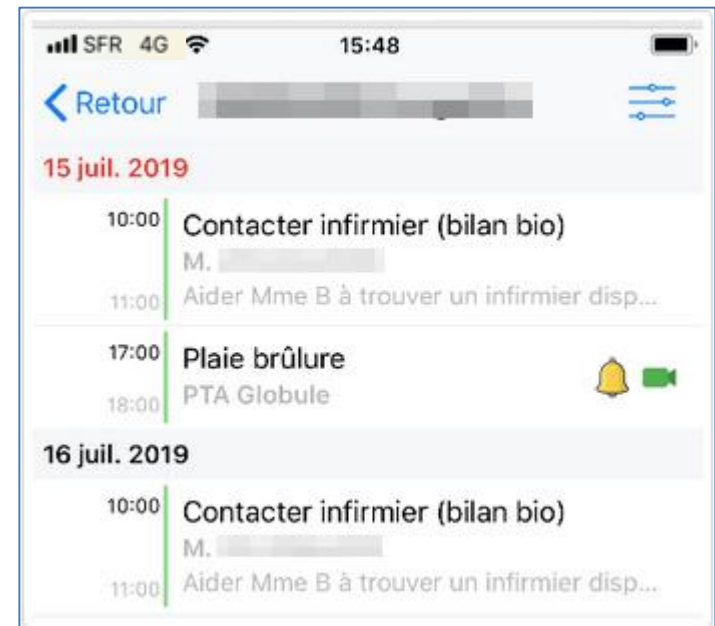 SFR 4G 15:48
Retour
15 juil. 2019
10:00 Contacter infirmier (bilan bio)
M.
11:00 Aider Mme B à trouver un infirmier disp...
17:00 Plaie brûlure
18:00 PTA Globule
16 juil. 2019
10:00 Contacter infirmier (bilan bio)
M.
11:00 Aider Mme B à trouver un infirmier disp...